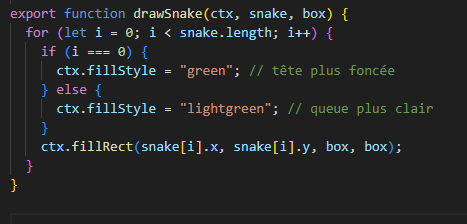 export function drawSnake(ctx, snake, box) {
  for (let i = 0; i < snake.length; i++) {
    if (i === 0) {
      ctx.fillStyle = "green"; // tête plus foncée
    } else {
      ctx.fillStyle = "lightgreen"; // queue plus clair
    }
    ctx.fillRect(snake[i].x, snake[i].y, box, box);
  }
}